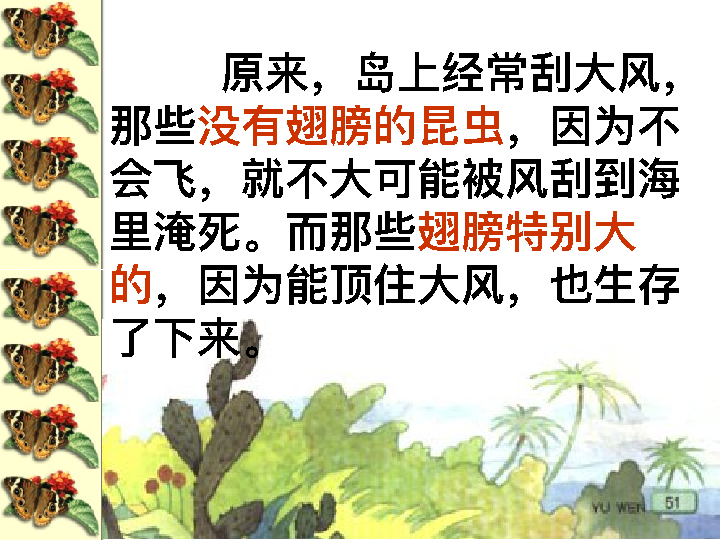 原来，岛上经常刮大风，
那些没有翅膀的昆虫，因为不
会飞，就不大可能被风刮到海
里淹死。而那些翅膀特别大
的，因为能顶住大风，也生存
了下来。
YU WEN 51